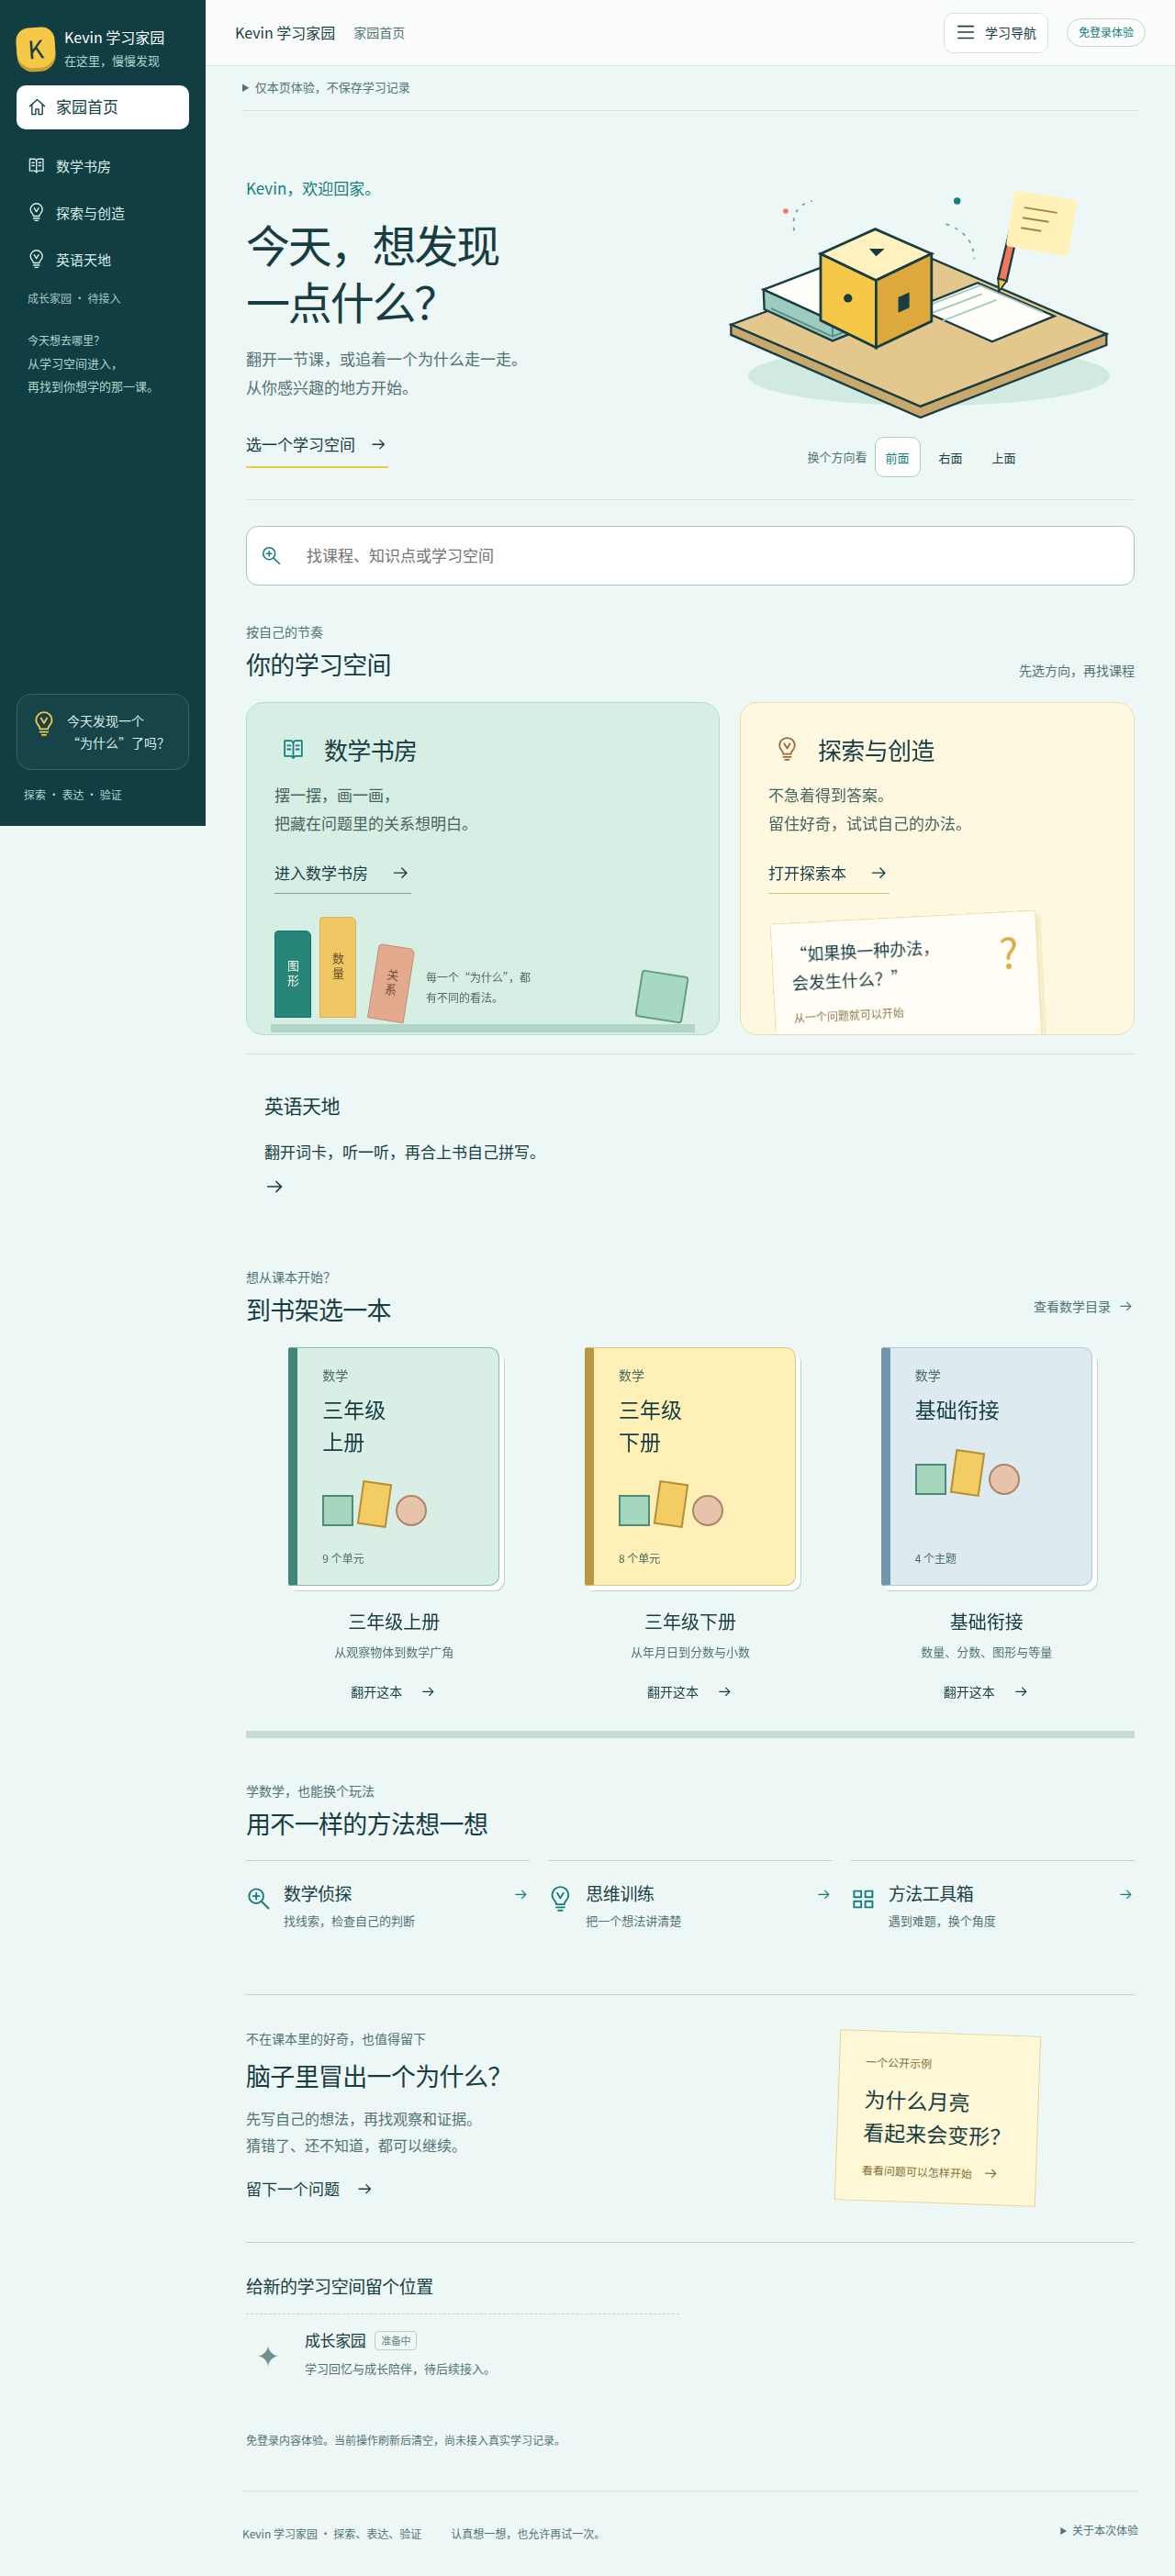 K
Kevin 学习家园
在这里，慢慢发现
家园首页
数学书房
探索与创造
英语天地
成长家园 · 待接入
今天想去哪里？
从学习空间进入，
再找到你想学的那一课。
今天发现一个
“为什么”了吗？
探索 · 表达 · 验证
Kevin 学习家园 家园首页
学习导航
免登录体验
仅本页体验，不保存学习记录
Kevin，欢迎回家。
今天，想发现
一点什么？
翻开一节课，或追着一个为什么走一走。
从你感兴趣的地方开始。
选一个学习空间 →
换个方向看 前面 右面 上面
找课程、知识点或学习空间
按自己的节奏
你的学习空间
先选方向，再找课程
数学书房
摆一摆，画一画，
把藏在问题里的关系想明白。
进入数学书房 →
图形
数量
关系
每一个“为什么”，都
有不同的看法。
探索与创造
不急着得到答案。
留住好奇，试试自己的办法。
打开探索本 →
“如果换一种办法，
会发生什么？”
?
从一个问题就可以开始
英语天地
翻开词卡，听一听，再合上书自己拼写。
→
想从课本开始？
到书架选一本
查看数学目录 →
数学
三年级
上册
9 个单元
三年级上册
从观察物体到数学广角
翻开这本 →
数学
三年级
下册
8 个单元
三年级下册
从年月日到分数与小数
翻开这本 →
数学
基础衔接
4 个主题
基础衔接
数量、分数、图形与等量
翻开这本 →
学数学，也能换个玩法
用不一样的方法想一想
数学侦探 →
找线索，检查自己的判断
思维训练 →
把一个想法讲清楚
方法工具箱 →
遇到难题，换个角度
不在课本里的好奇，也值得留下
脑子里冒出一个为什么？
先写自己的想法，再找观察和证据。
猜错了、还不知道，都可以继续。
留下一个问题 →
一个公开示例
为什么月亮
看起来会变形？
看看问题可以怎样开始 →
给新的学习空间留个位置
成长家园 准备中
学习回忆与成长陪伴，待后续接入。
免登录内容体验。当前操作刷新后清空，尚未接入真实学习记录。
Kevin 学习家园 · 探索、表达、验证 认真想一想，也允许再试一次。
关于本次体验